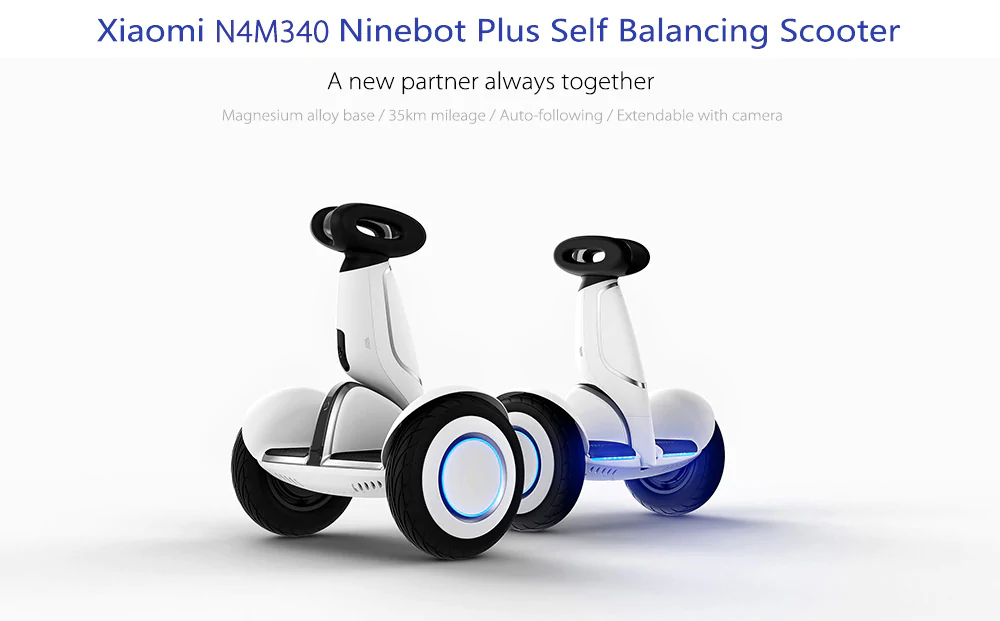 Xiaomi N4M340 Ninebot Plus Self Balancing Scooter
A new partner always together
Magnesium alloy base / 35km mileage / Auto-following / Extendable with camera